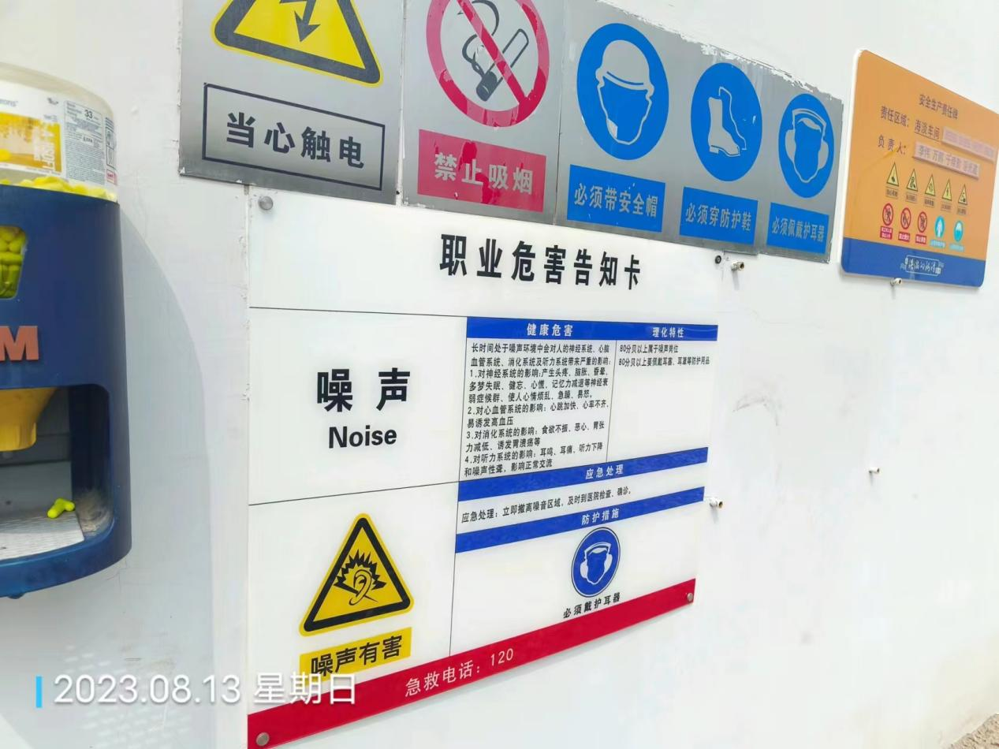 当心触电
禁止吸烟
必须带安全帽
必须穿防护鞋
必须佩戴护耳器
安全生产责任牌
责任区域：海淡车间
负责人：
33
M
职业危害告知卡
噪声
Noise
健康危害
长时间处于噪声环境中会对人的神经系统、心脑
血管系统、消化系统及听力系统带来严重的影响：
1.对神经系统的影响：产生头疼、脑胀、昏晕、
多梦失眠、健忘、心慌、记忆力减退等神经衰
弱症候群、使人心情烦乱、急躁、易怒。
2.对心血管系统的影响：心跳加快、心率不齐、
易诱发高血压
3.对消化系统的影响：食欲不振、恶心、胃张
力减低、诱发胃溃疡等
4.对听力系统的影响：耳鸣、耳痛、听力下降
和噪声性聋，影响正常交流
理化特性
80分贝以上属于噪声岗位
80分贝以上要佩戴耳塞、耳罩等防护用品
应急处理
应急处理：立即撤离噪音区域，及时到医院检查、确诊。
防护措施
必须戴护耳器
噪声有害
急救电话：120
2023.08.13 星期日